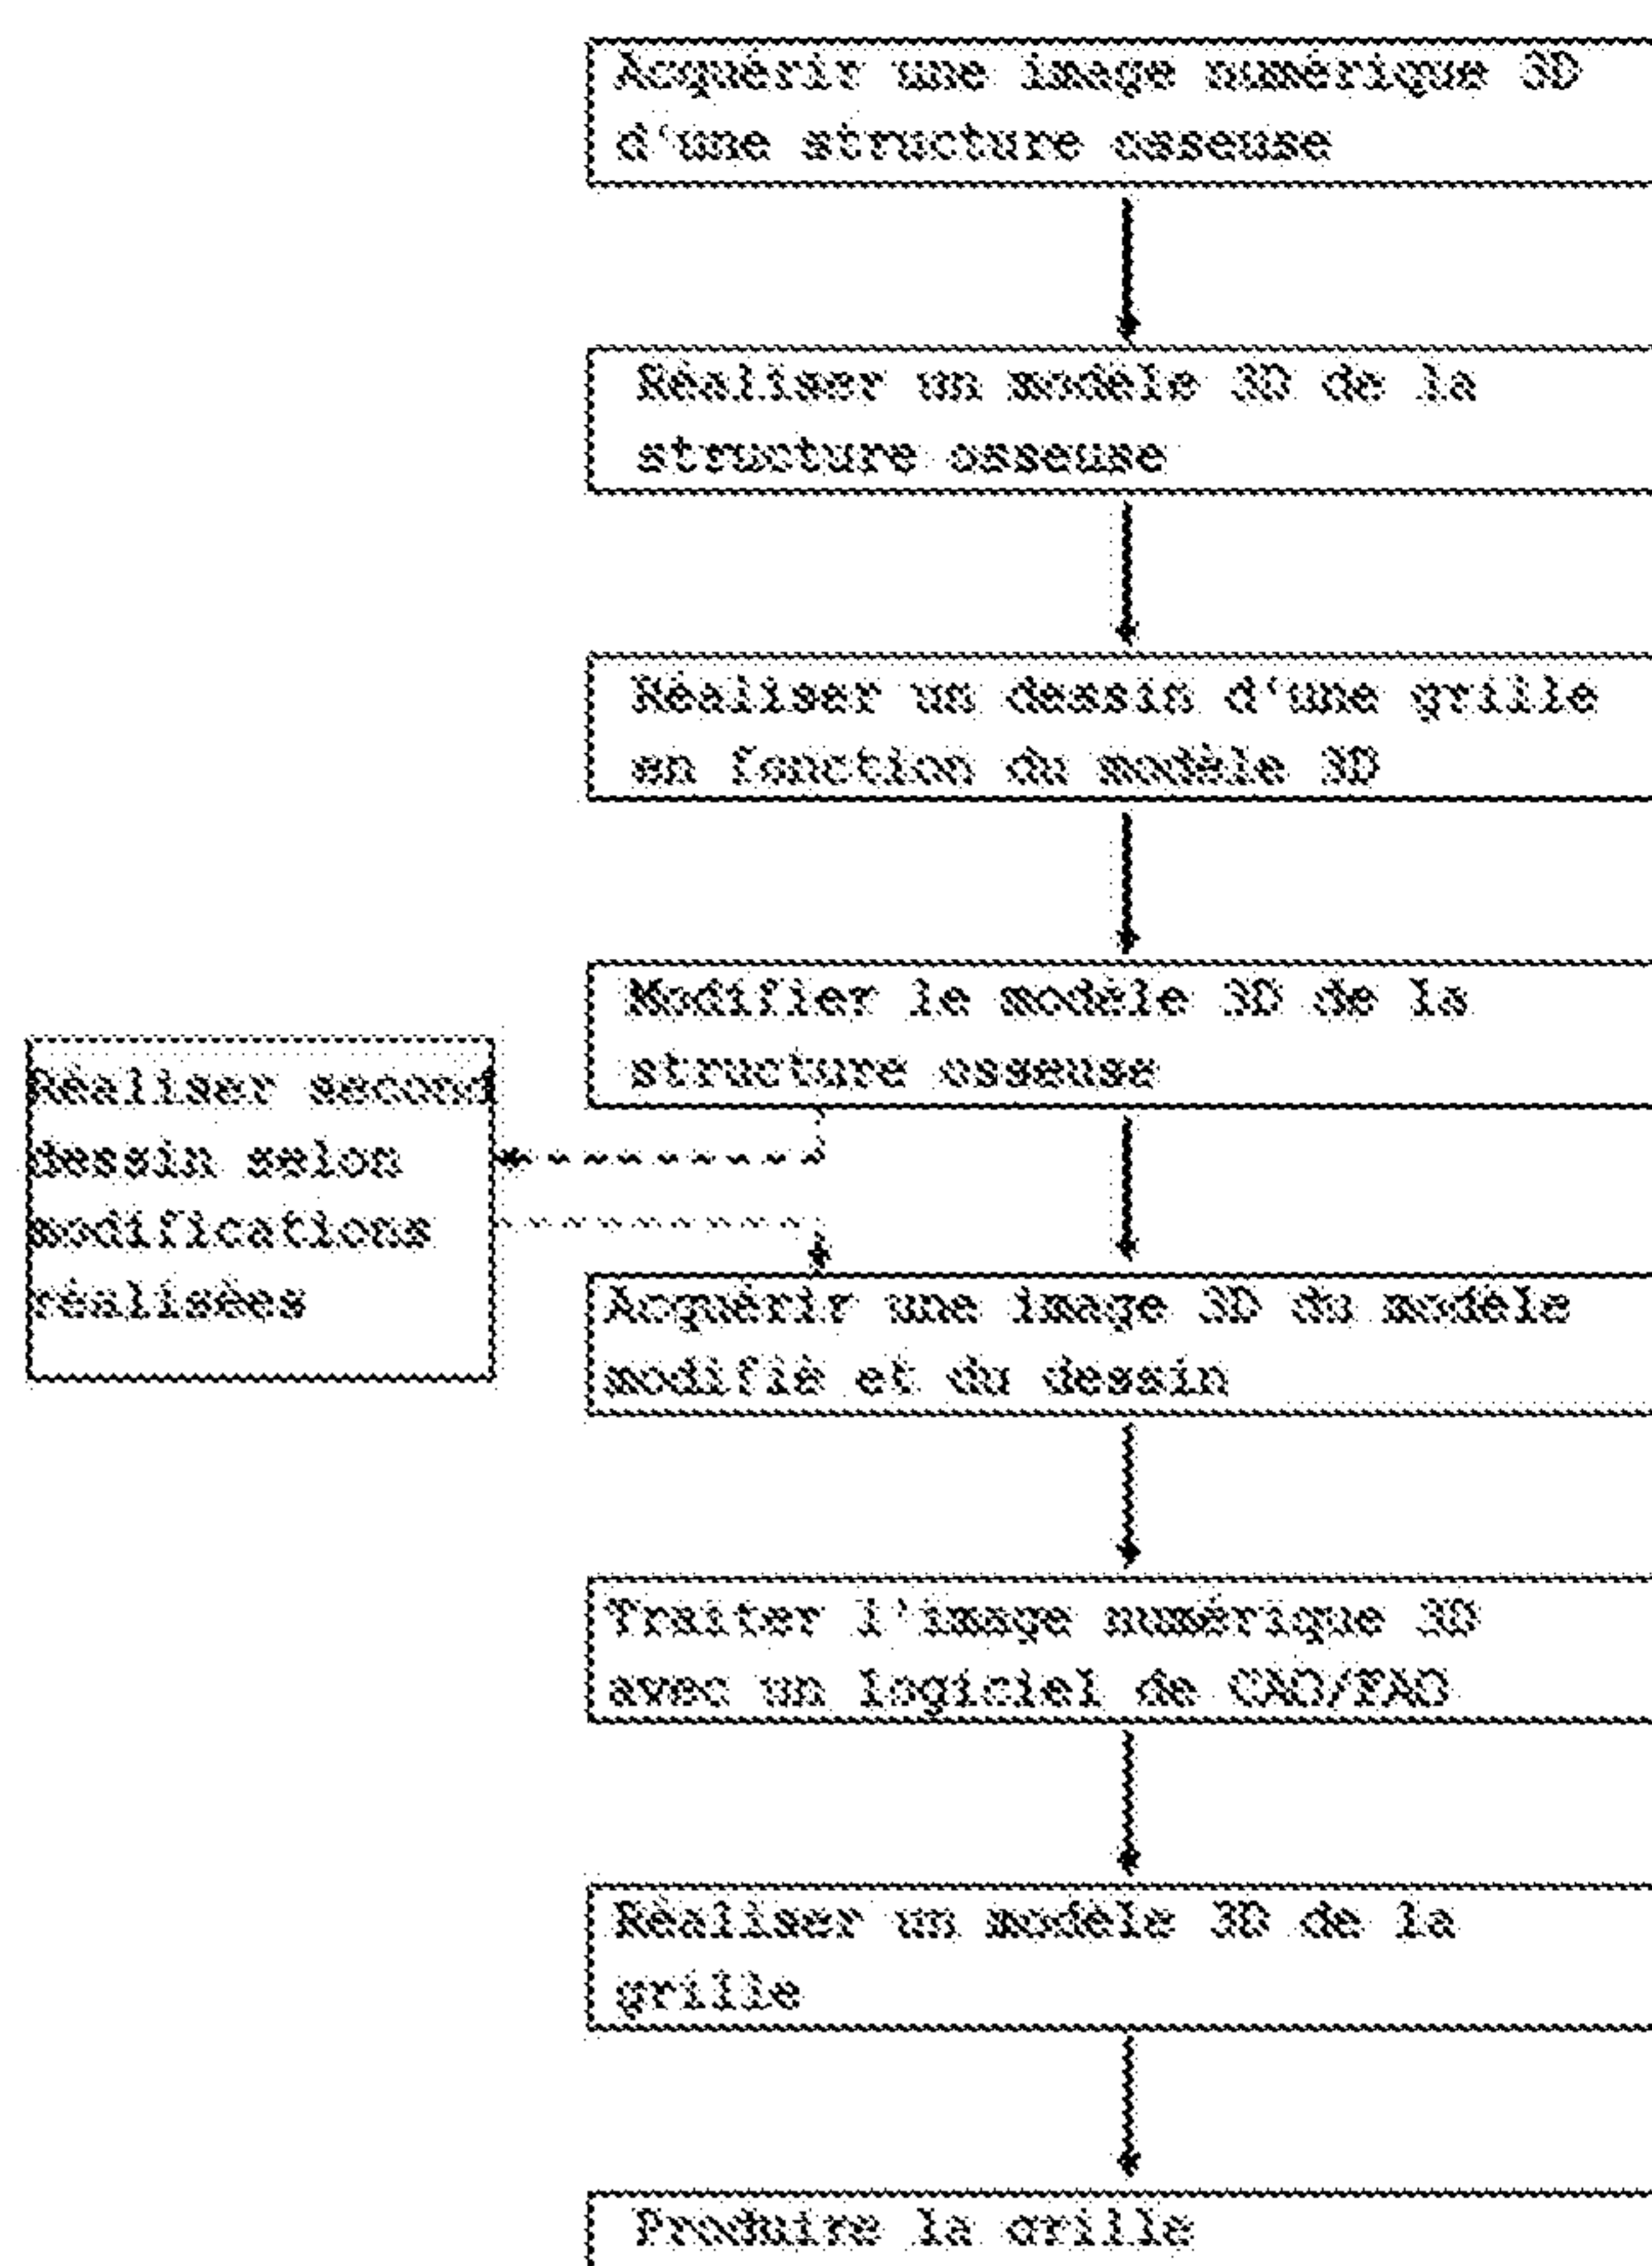 Acquérir une image numérique 3D
d'une structure osseuse
Réaliser un modèle 3D de la
structure osseuse
Réaliser un dessin d'une grille
en fonction du modèle 3D
Modifier le modèle 3D de la
structure osseuse
Réaliser second
dessin selon
modifications
réalisées
Acquérir une image 3D du modèle
modifié et du dessin
Traiter l'image numérique 3D
avec un logiciel de CAO/FAO
Réaliser un modèle 3D de la
grille
Produire la grille